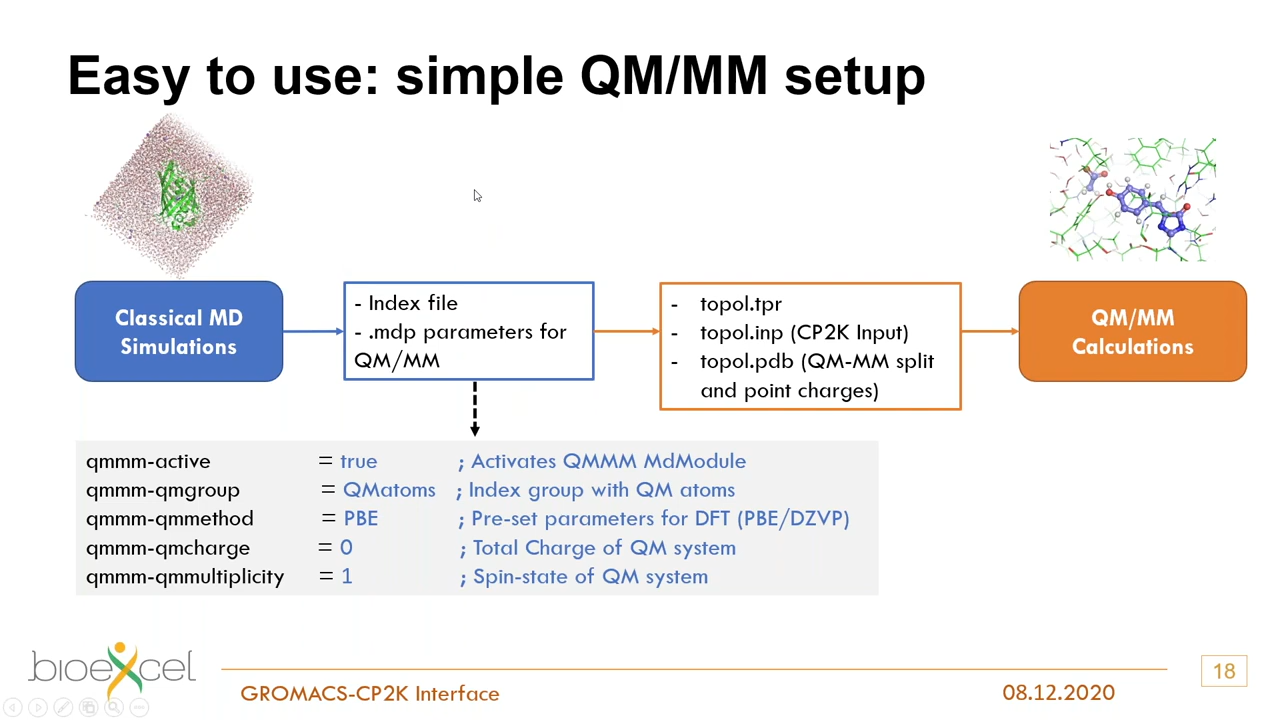 Easy to use: simple QM/MM setup
Classical MD
Simulations
- Index file
- .mdp parameters for
QM/MM
- topol.tpr
- topol.inp (CP2K Input)
- topol.pdb (QM-MM split
and point charges)
QM/MM
Calculations
qmmm-active = true ; Activates QMMM MdModule
qmmm-qmgroup = QMatoms ; Index group with QM atoms
qmmm-qmmethod = PBE ; Pre-set parameters for DFT (PBE/DZVP)
qmmm-qmcharge = 0 ; Total Charge of QM system
qmmm-qmmultiplicity = 1 ; Spin-state of QM system
bioexcel
GROMACS-CP2K Interface
08.12.2020
18